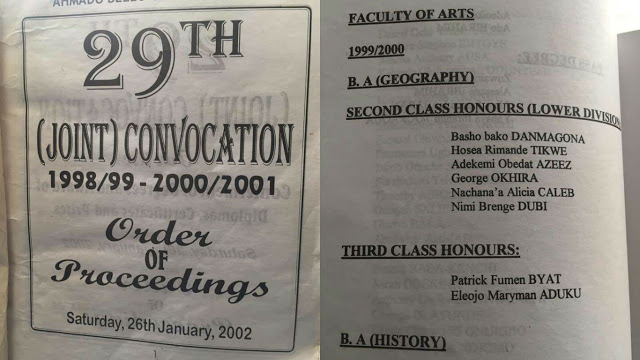 AHMADO BELLO
29TH
(JOINT) CONVOCATION
1998/99 - 2000/2001
Order
OF
Proceedings
Saturday, 26th January, 2002
FACULTY OF ARTS
1999/2000
B. A (GEOGRAPHY)
SECOND CLASS HONOURS (LOWER DIVISION
Basho bako DANMAGONA
Hosea Rimande TIKWE
Adekemi Obedat AZEEZ
George OKHIRA
Nachana'a Alicia CALEB
Nimi Brenge DUBI
THIRD CLASS HONOURS:
Patrick Fumen BYAT
Eleojo Maryman ADUKU
B. A (HISTORY)